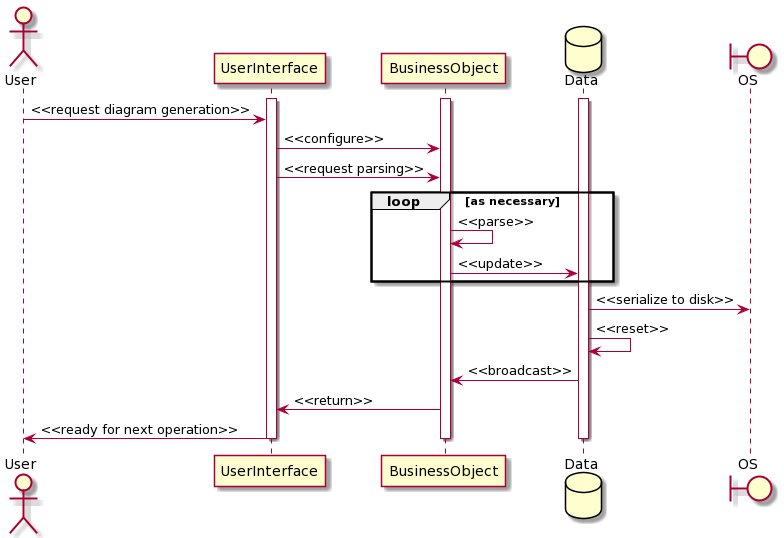 User
UserInterface
BusinessObject
Data
OS
<<request diagram generation>>
<<configure>>
<<request parsing>>
loop [as necessary]
<<parse>>
<<update>>
<<serialize to disk>>
<<reset>>
<<broadcast>>
<<return>>
<<ready for next operation>>
User
UserInterface
BusinessObject
Data
OS